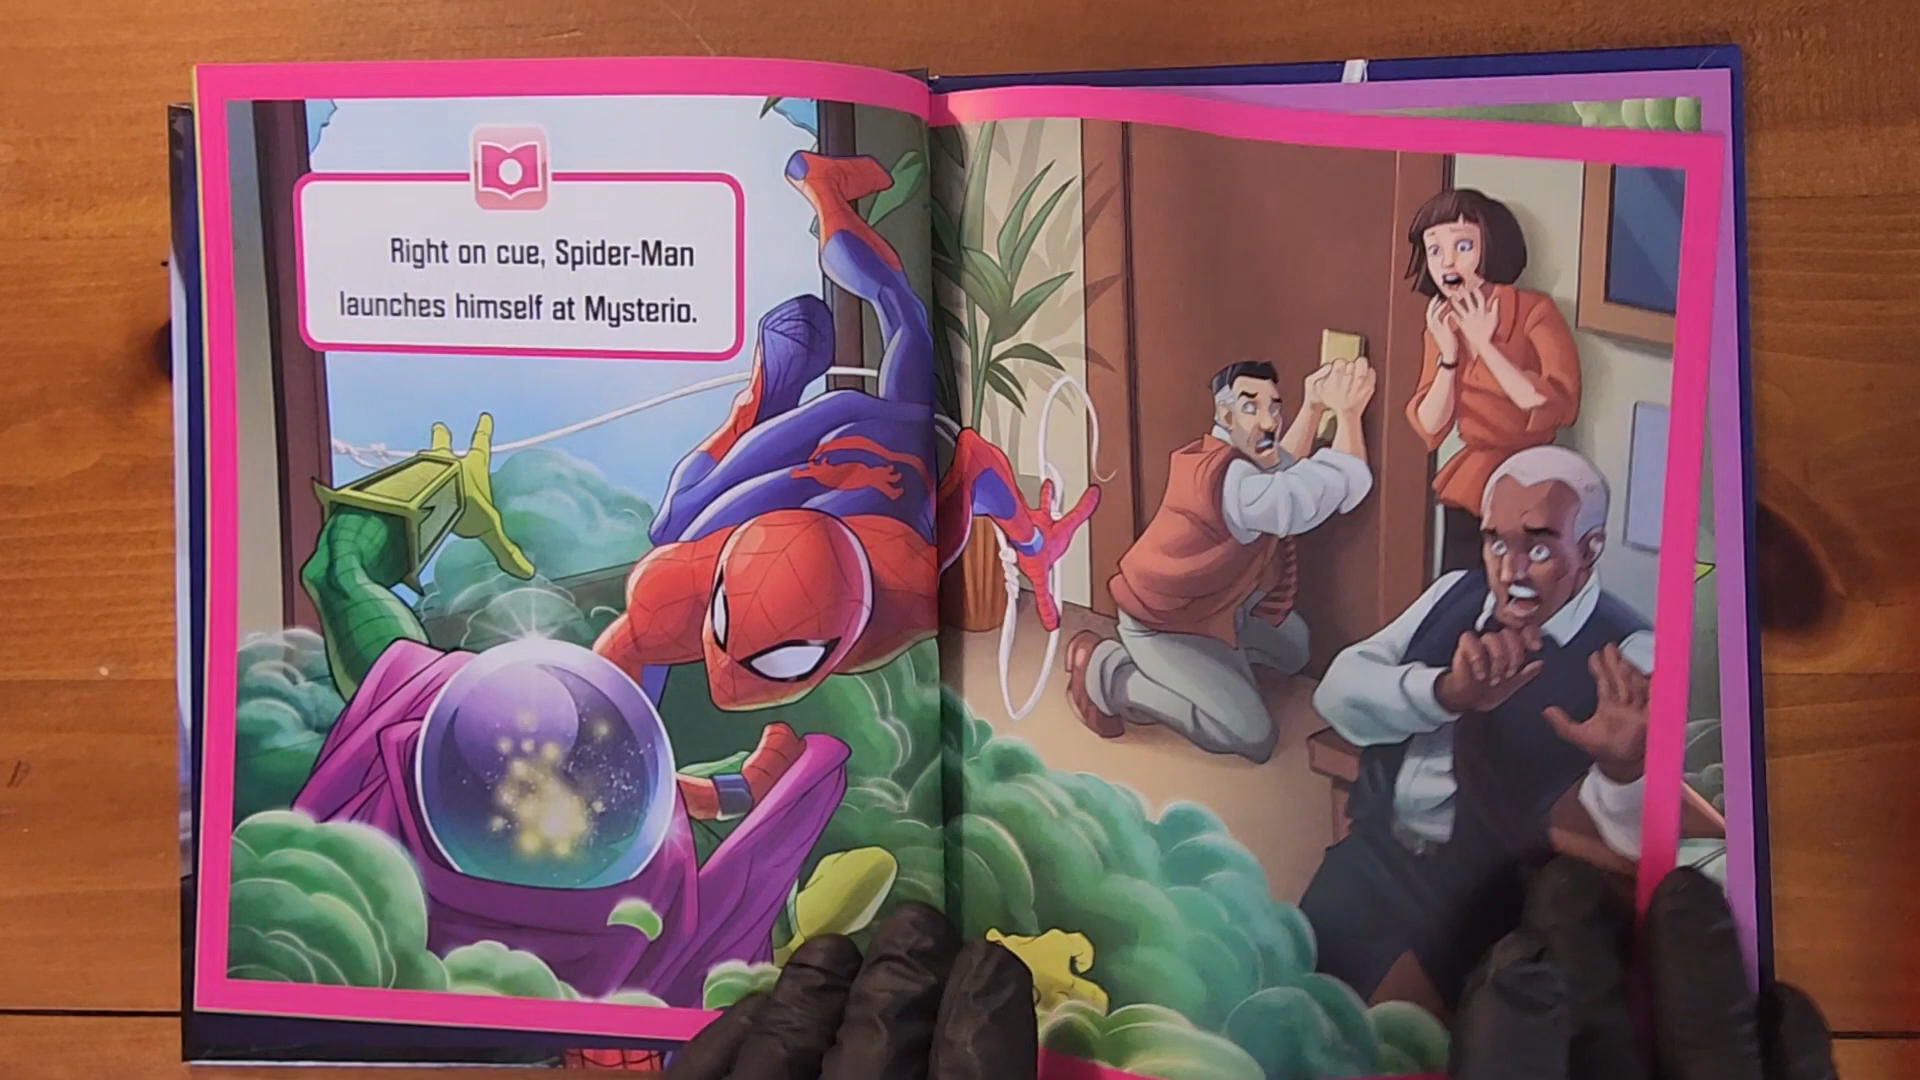 Right on cue, Spider-Man
launches himself at Mysterio.